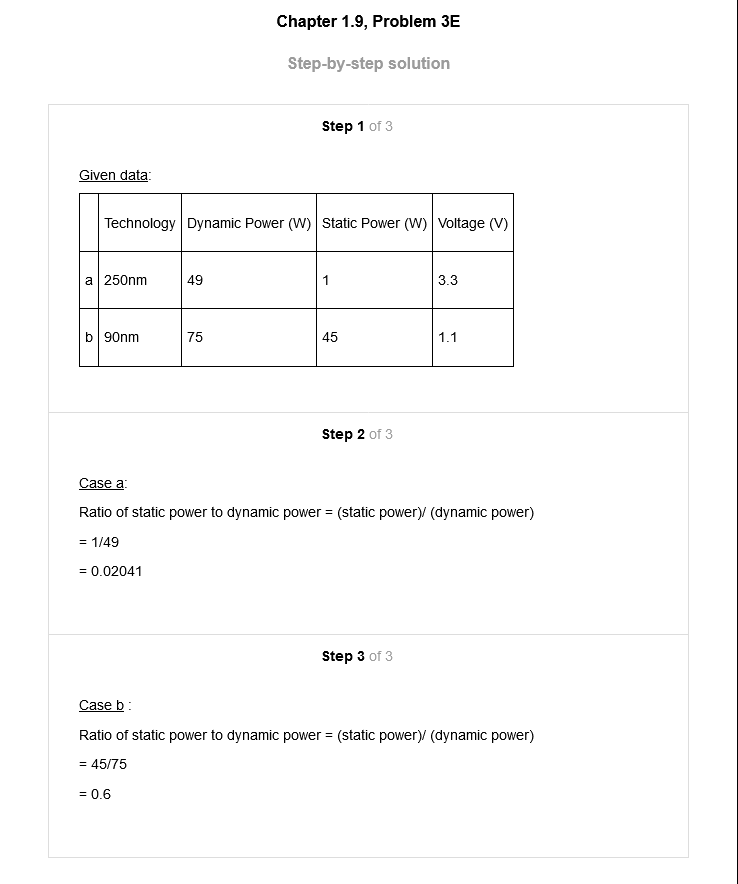 Chapter 1.9, Problem 3E
Step-by-step solution
Step 1 of 3
Given data:
Technology Dynamic Power (W) Static Power (W) Voltage (V)
a 250nm 49 1 3.3
b 90nm 75 45 1.1
Step 2 of 3
Case a:
Ratio of static power to dynamic power = (static power)/ (dynamic power)
= 1/49
= 0.02041
Step 3 of 3
Case b :
Ratio of static power to dynamic power = (static power)/ (dynamic power)
= 45/75
= 0.6